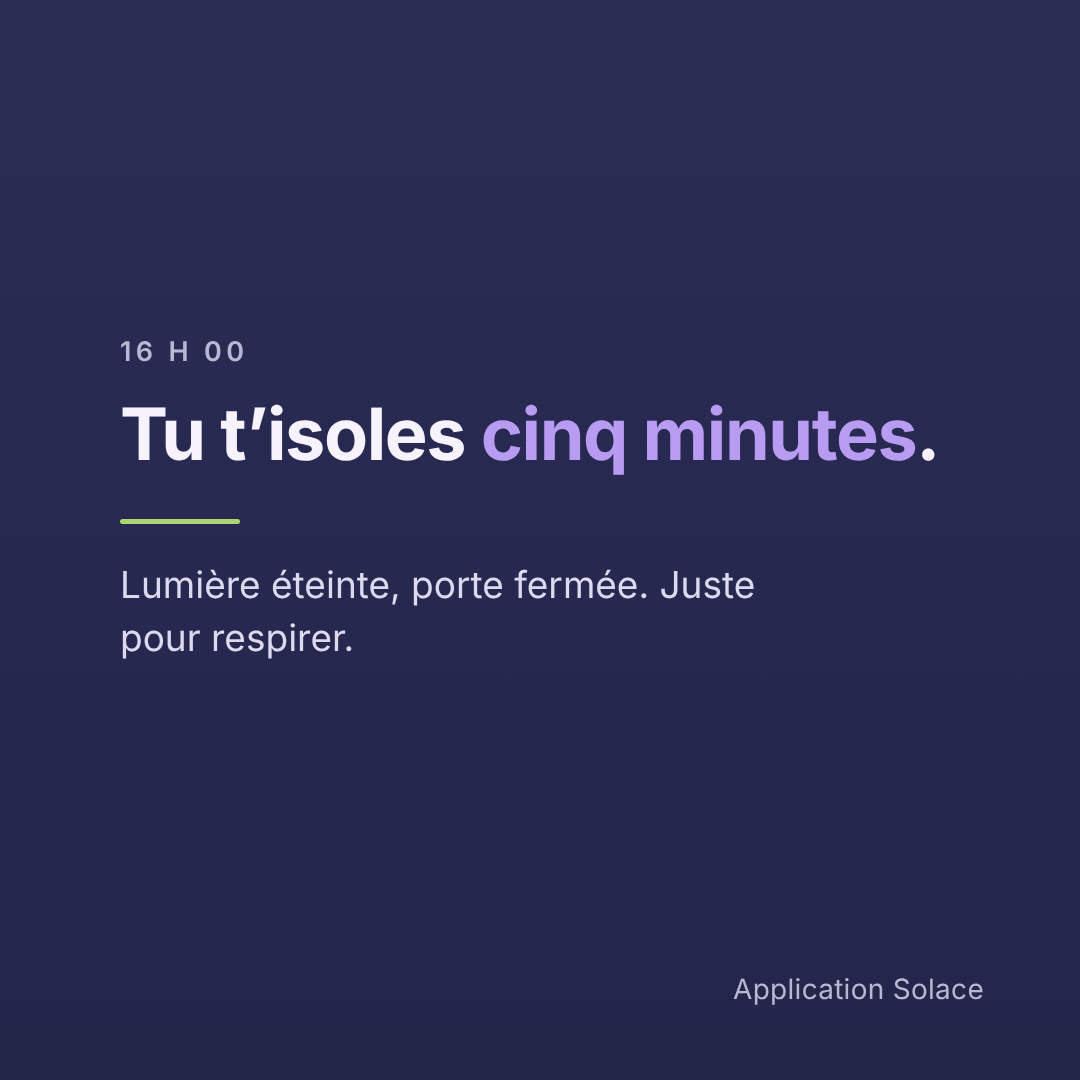 16 H 00
Tu t’isoles cinq minutes.
Lumière éteinte, porte fermée. Juste
pour respirer.
Application Solace